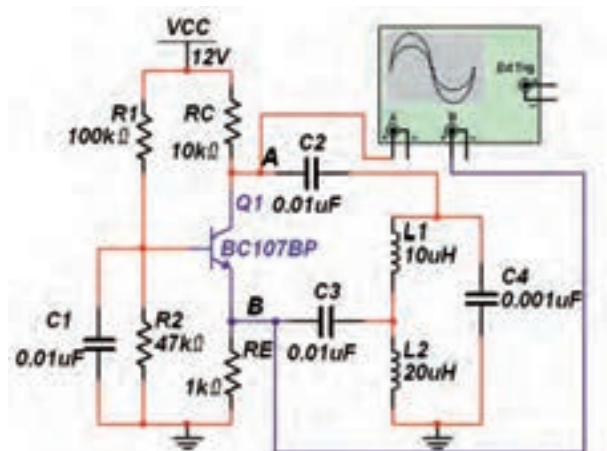 VCC
12V
R1
100kΩ
RC
10kΩ
A
C2
0.01uF
Q1
BC107BP
L1
10uH
C4
0.001uF
B
C3
0.01uF
C1
0.01uF
R2
47kΩ
RE
1kΩ
L2
20uH
Ext Trig
A
B